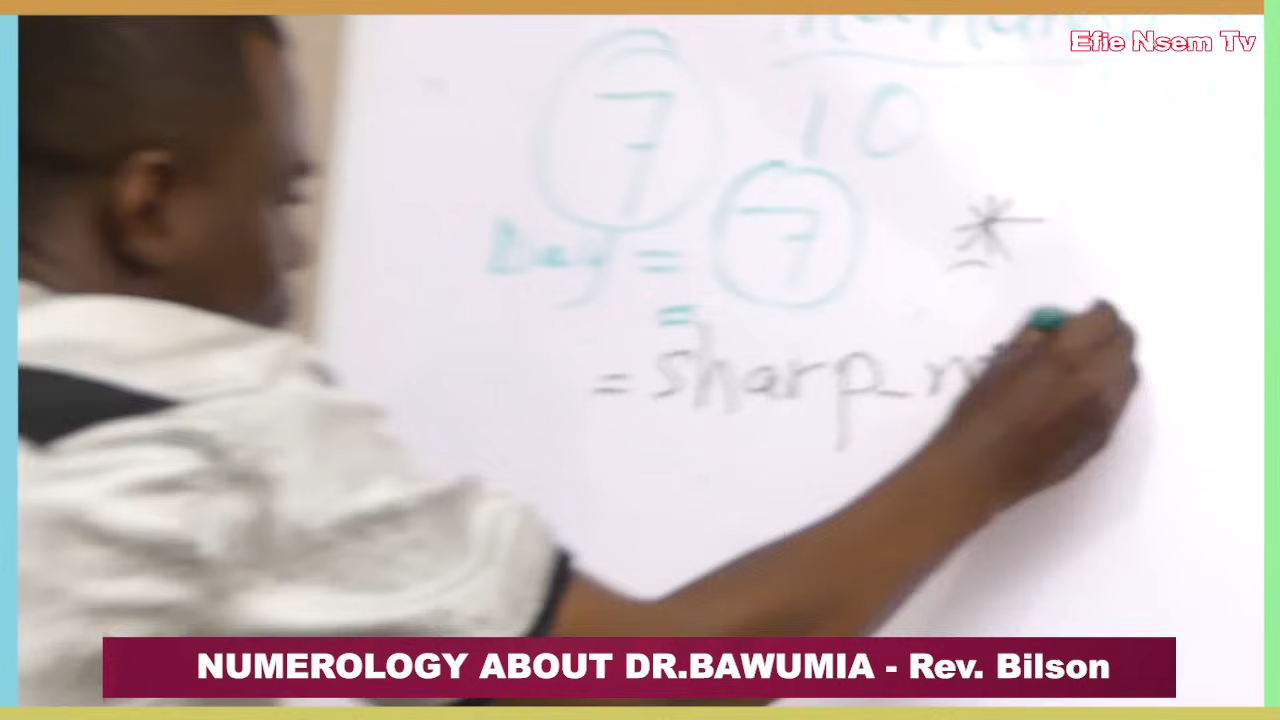 Efie Nsem Tv
7 10
Day = 7
=
= sharp
NUMEROLOGY ABOUT DR.BAWUMIA - Rev. Bilson